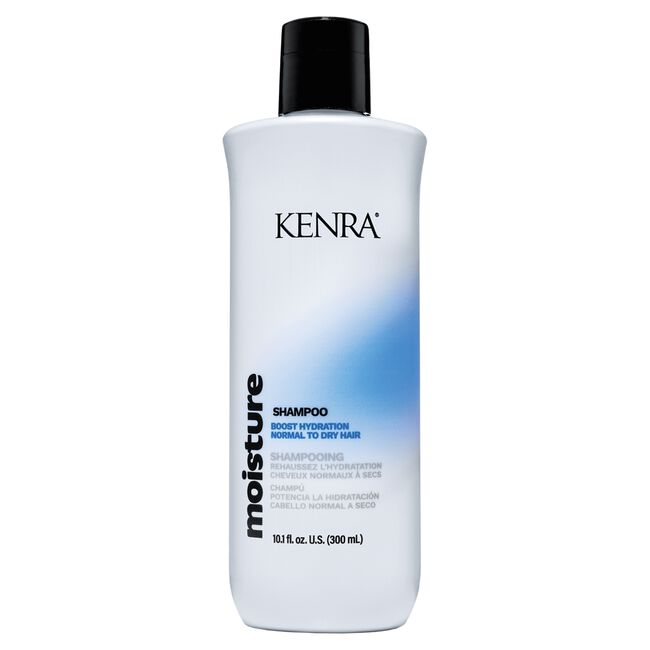 KENRA®
moisture
SHAMPOO
BOOST HYDRATION
NORMAL TO DRY HAIR
SHAMPOOING
REHAUSSEZ L'HYDRATATION
CHEVEUX NORMAUX À SECS
CHAMPÚ
POTENCIA LA HIDRATACIÓN
CABELLO NORMAL A SECO
10.1 fl. oz. U.S. (300 mL)